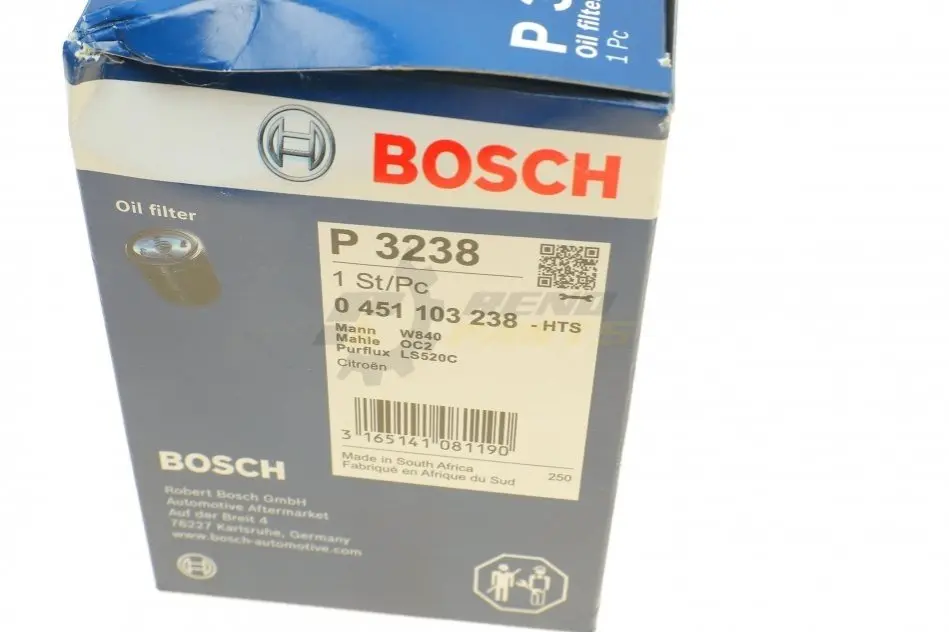 P 3
Oil filte
1 Pc
BOSCH
Oil filter
P 3238
1 St/Pc
0 451 103 238 - HTS
Mann W840
Mahle OC2
Purflux LS520C
Citroën
3 165141 081190
Made in South Africa
Fabriqué en Afrique du Sud
250
BOSCH
Robert Bosch GmbH
Automotive Aftermarket
Auf der Breit 4
76227 Karlsruhe, Germany
www.bosch-automotive.com